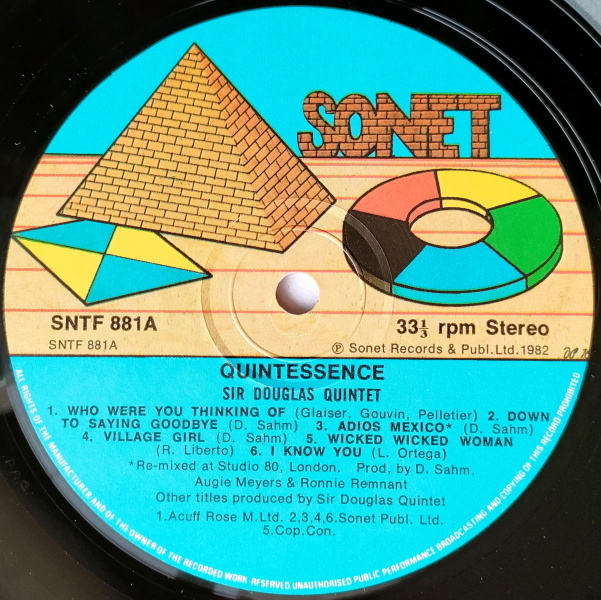 SONET
SNTF 881A
33⅓ rpm Stereo
SNTF 881A
℗ Sonet Records & Publ.Ltd.1982
QUINTESSENCE
SIR DOUGLAS QUINTET
1. WHO WERE YOU THINKING OF (Glaiser, Gouvin, Pelletier) 2. DOWN
TO SAYING GOODBYE (D. Sahm) 3. ADIOS MEXICO* (D. Sahm)
4. VILLAGE GIRL (D. Sahm) 5. WICKED WICKED WOMAN
(R. Liberto) 6. I KNOW YOU (L. Ortega)
*Re-mixed at Studio 80, London. Prod, by D. Sahm,
Augie Meyers & Ronnie Remnant
Other titles produced by Sir Douglas Quintet
1.Acuff Rose M.Ltd. 2,3,4,6.Sonet Publ. Ltd.
5.Cop.Con.
ALL RIGHTS OF THE MANUFACTURER AND OF THE OWNER OF THE RECORDED WORK RESERVED. UNAUTHORISED PUBLIC PERFORMANCE BROADCASTING AND COPYING OF THIS RECORD PROHIBITED